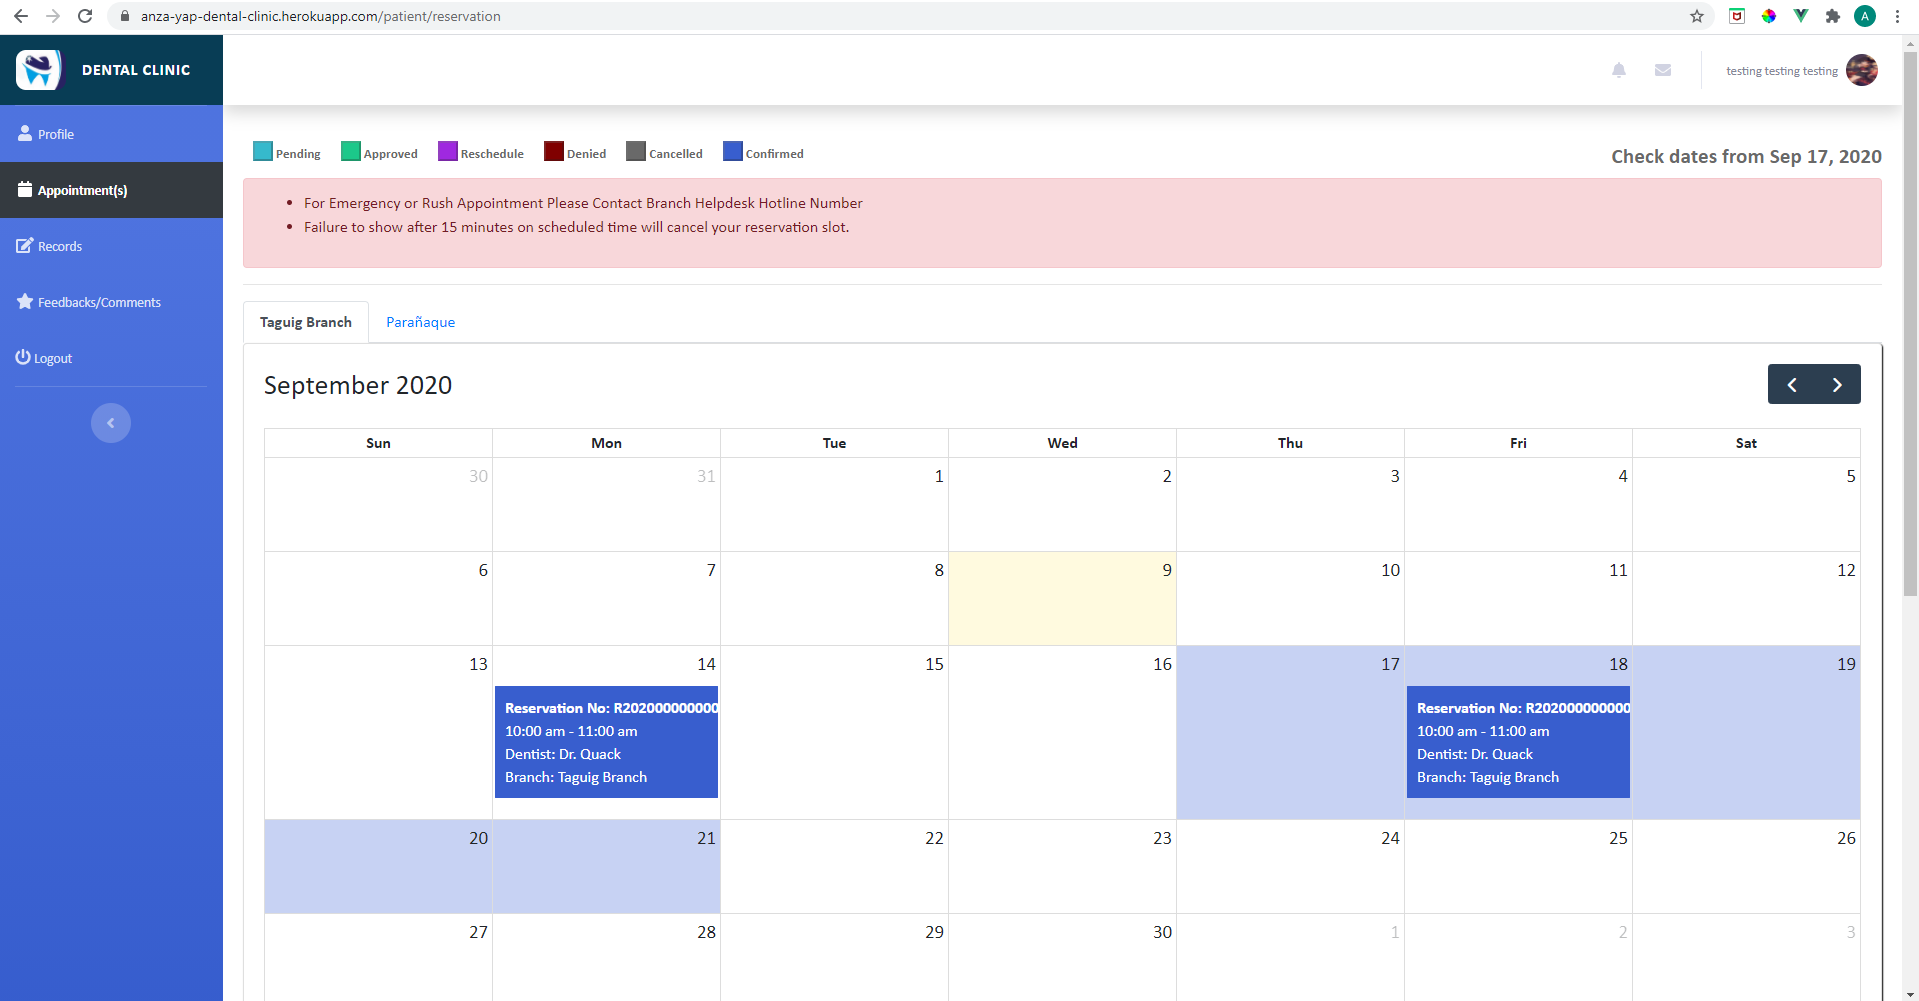 anza-yap-dental-clinic.herokuapp.com/patient/reservation
A
DENTAL CLINIC
testing testing testing
Profile
Appointment(s)
Records
Feedbacks/Comments
Logout
Pending Approved Reschedule Denied Cancelled Confirmed
Check dates from Sep 17, 2020
For Emergency or Rush Appointment Please Contact Branch Helpdesk Hotline Number
Failure to show after 15 minutes on scheduled time will cancel your reservation slot.
Taguig Branch Parañaque
September 2020
Sun Mon Tue Wed Thu Fri Sat
30 31 1 2 3 4 5
6 7 8 9 10 11 12
13 14 15 16 17 18 19
Reservation No: R202000000000
10:00 am - 11:00 am
Dentist: Dr. Quack
Branch: Taguig Branch
Reservation No: R202000000000
10:00 am - 11:00 am
Dentist: Dr. Quack
Branch: Taguig Branch
20 21 22 23 24 25 26
27 28 29 30 1 2 3